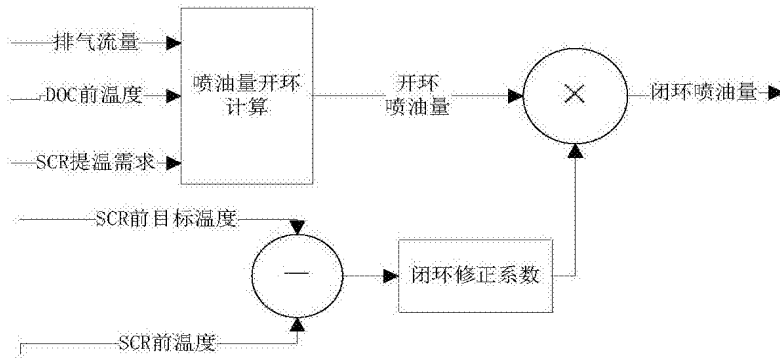 排气流量
DOC前温度
SCR提温需求
喷油量开环
计算
开环
喷油量
×
闭环喷油量
SCR前目标温度
—
闭环修正系数
SCR前温度